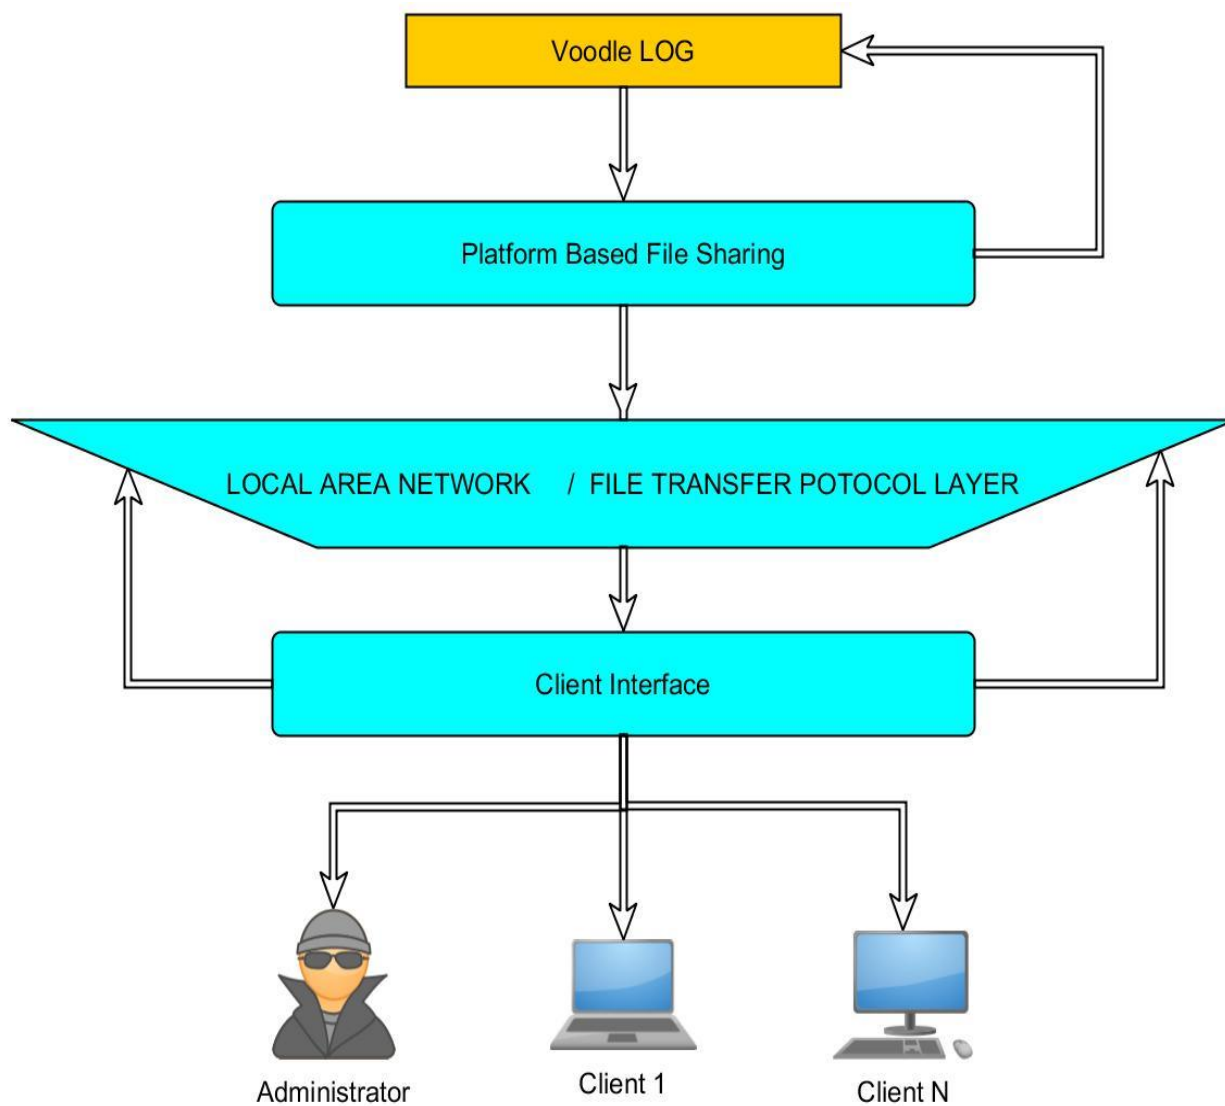 Voodle LOG
Platform Based File Sharing
LOCAL AREA NETWORK / FILE TRANSFER POTOCOL LAYER
Client Interface
Administrator
Client 1
Client N